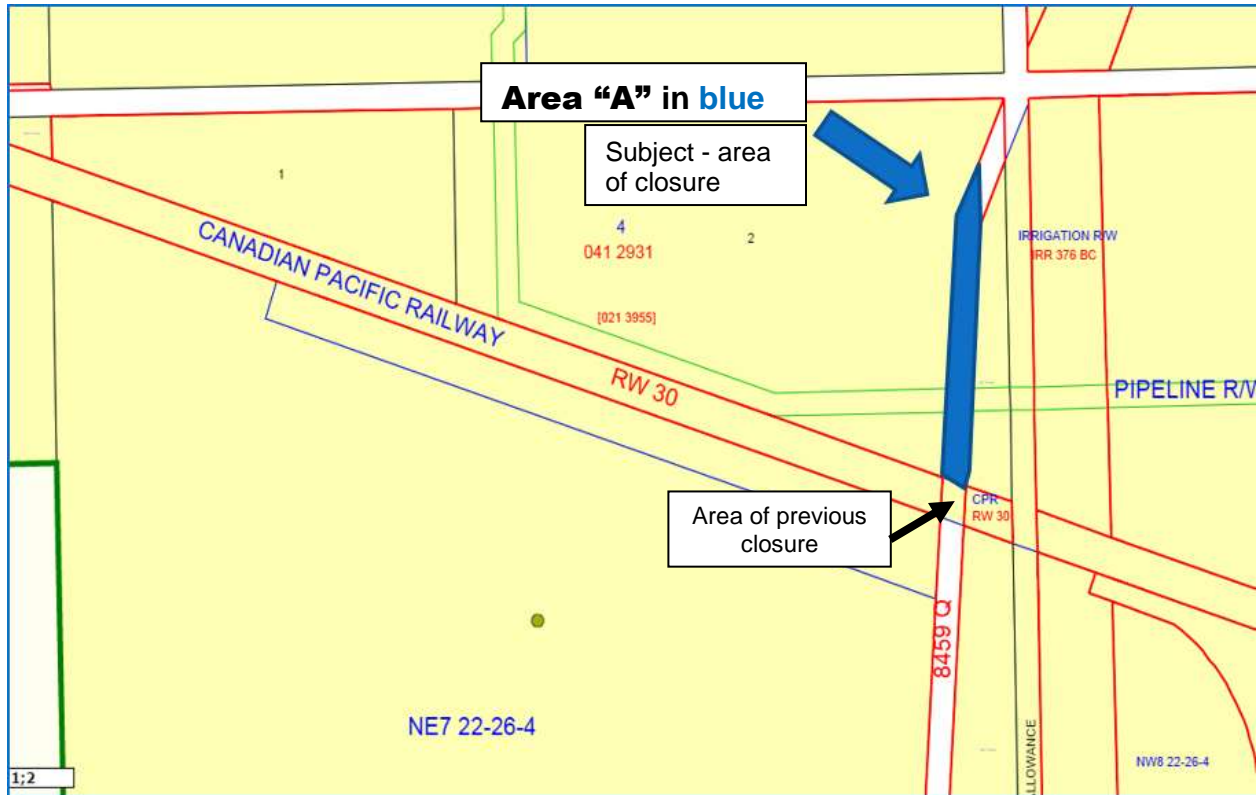 Area “A” in blue
Subject - area
of closure
1
4
041 2931
2
[021 3955]
IRRIGATION R/W
IRR 376 BC
CANADIAN PACIFIC RAILWAY
RW 30
PIPELINE R/W
Area of previous
closure
CPR
RW 30
8459 Q
NE7 22-26-4
ALLOWANCE
NW8 22-26-4
1;2